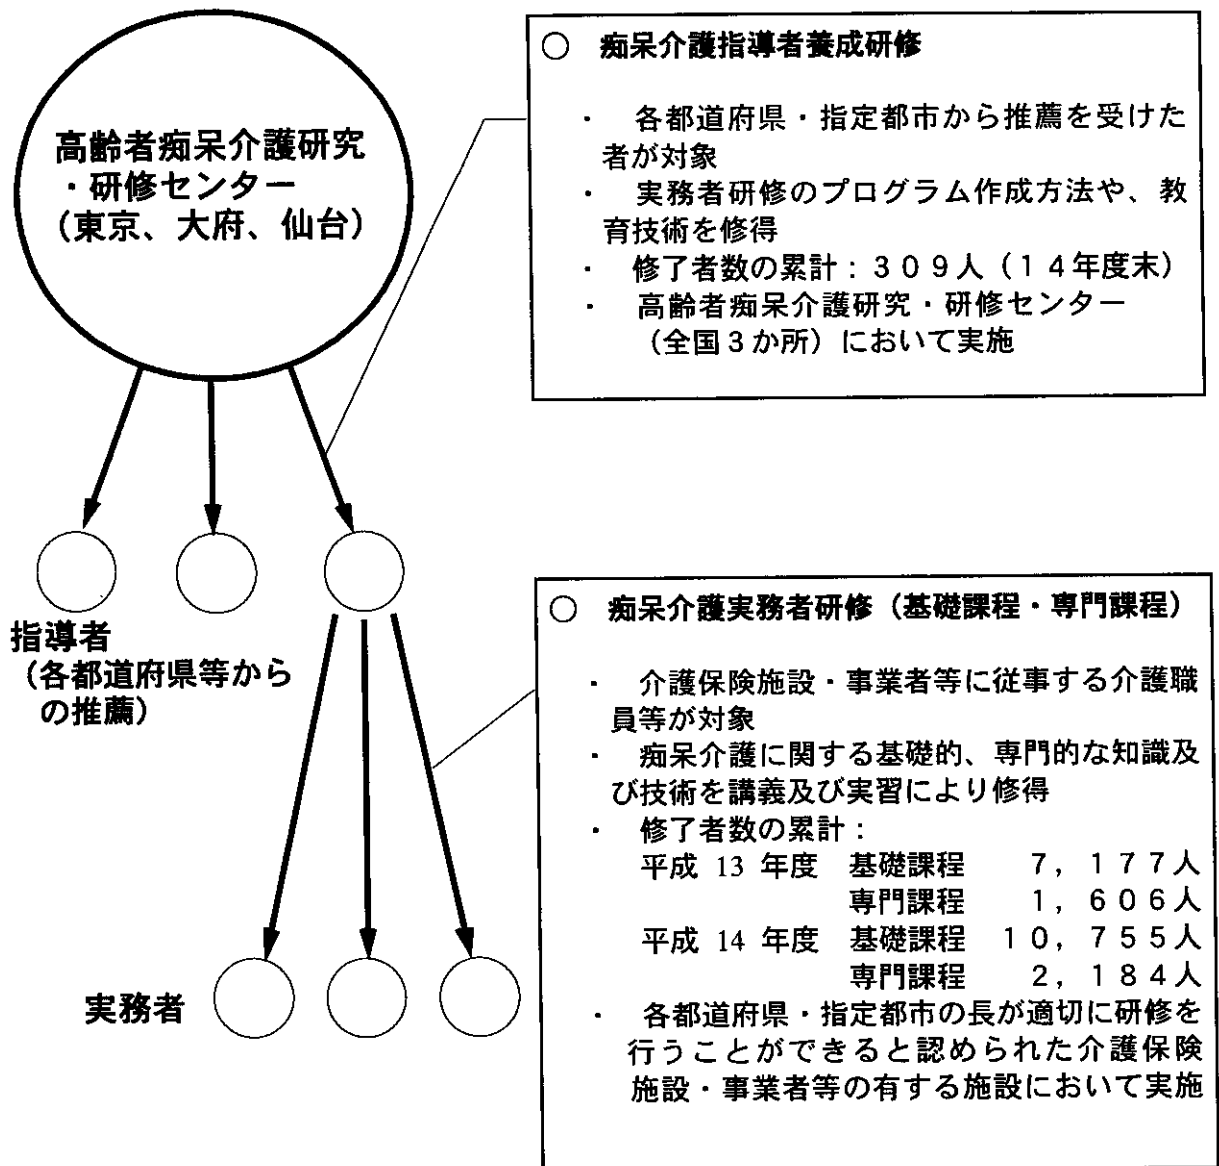 高齢者痴呆介護研究
・研修センター
（東京、大府、仙台）
○　痴呆介護指導者養成研修
・　各都道府県・指定都市から推薦を受けた
者が対象
・　実務者研修のプログラム作成方法や、教
育技術を修得
・　修了者数の累計：３０９人（１４年度末）
・　高齢者痴呆介護研究・研修センター
（全国３か所）において実施
指導者
（各都道府県等から
の推薦）
○　痴呆介護実務者研修（基礎課程・専門課程）
・　介護保険施設・事業者等に従事する介護職
員等が対象
・　痴呆介護に関する基礎的、専門的な知識及
び技術を講義及び実習により修得
・　修了者数の累計：
平成 13 年度　基礎課程　７，１７７人
専門課程　１，６０６人
平成 14 年度　基礎課程　１０，７５５人
専門課程　２，１８４人
・　各都道府県・指定都市の長が適切に研修を
行うことができると認められた介護保険
施設・事業者等の有する施設において実施
実務者